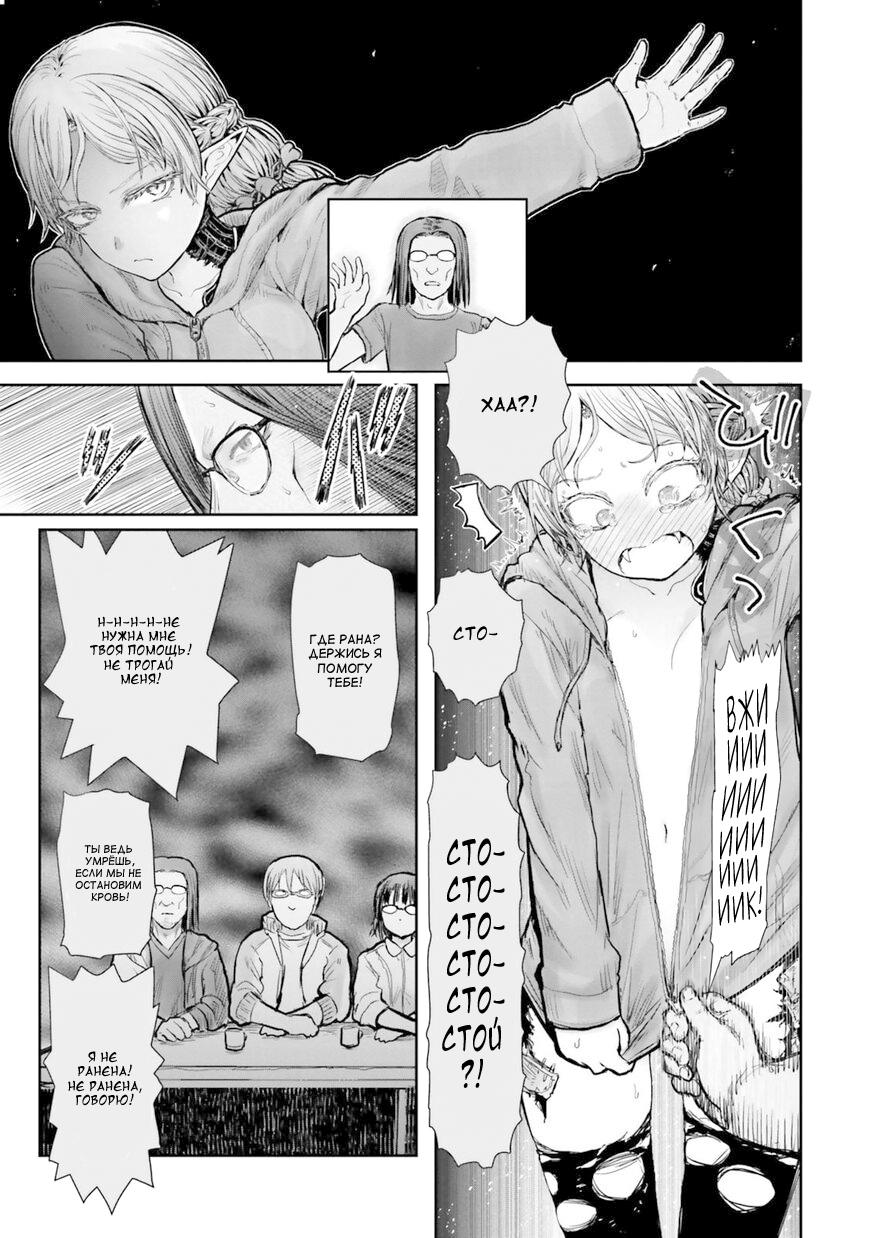 ХАА?!
СТО-
ВЖИ
ИИИ
ИИИ
ИИИ
ИИИ
ИИК!
СТО-
СТО-
СТО-
СТО-
СТО-
СТОЙ
?!
ГДЕ РАНА?
ДЕРЖИСЬ Я
ПОМОГУ
ТЕБЕ!
Н-Н-Н-Н-НЕ
НУЖНА МНЕ
ТВОЯ ПОМОЩЬ!
НЕ ТРОГАЙ
МЕНЯ!
ТЫ ВЕДЬ
УМРЁШЬ,
ЕСЛИ МЫ НЕ
ОСТАНОВИМ
КРОВЬ!
Я НЕ
РАНЕНА!
НЕ РАНЕНА,
ГОВОРЮ!